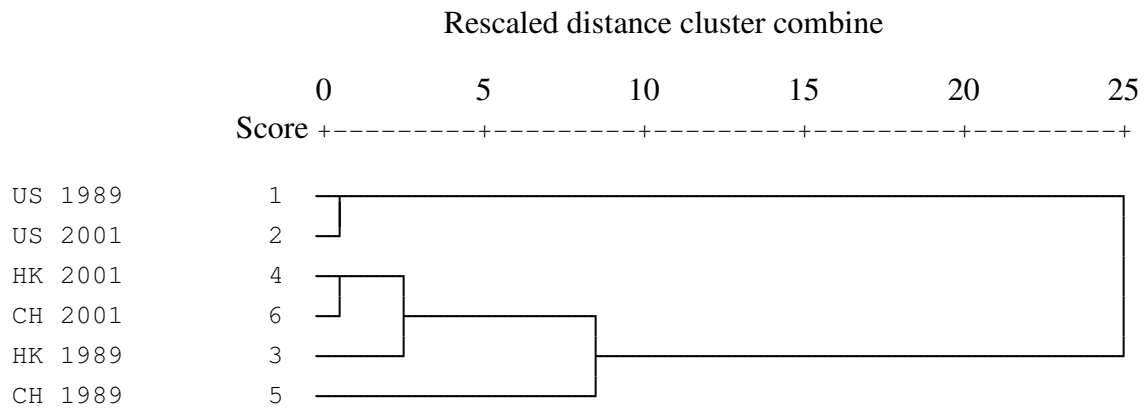 Rescaled distance cluster combine
0 5 10 15 20 25
Score +---------+---------+---------+---------+---------+
US 1989 1
US 2001 2
HK 2001 4
CH 2001 6
HK 1989 3
CH 1989 5